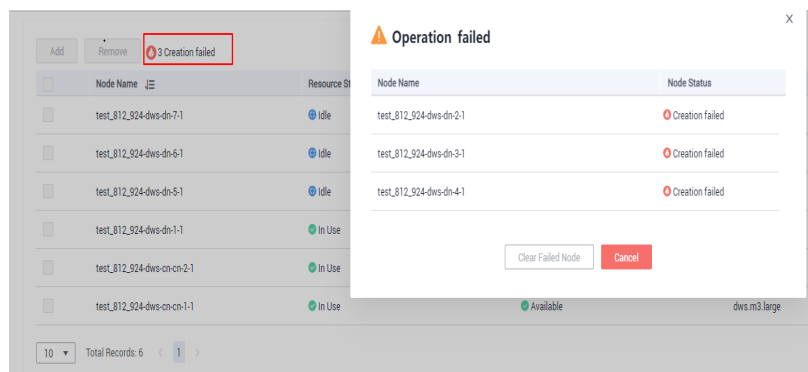 Add Remove 3 Creation failed
Node Name Resource St
test_812_924-dws-dn-7-1 Idle
test_812_924-dws-dn-6-1 Idle
test_812_924-dws-dn-5-1 Idle
test_812_924-dws-dn-1-1 In Use
test_812_924-dws-cn-cn-2-1 In Use
test_812_924-dws-cn-cn-1-1 In Use Available dws.m3.large
10 Total Records: 6 < 1 >
X
Operation failed
Node Name Node Status
test_812_924-dws-dn-2-1 Creation failed
test_812_924-dws-dn-3-1 Creation failed
test_812_924-dws-dn-4-1 Creation failed
Clear Failed Node Cancel